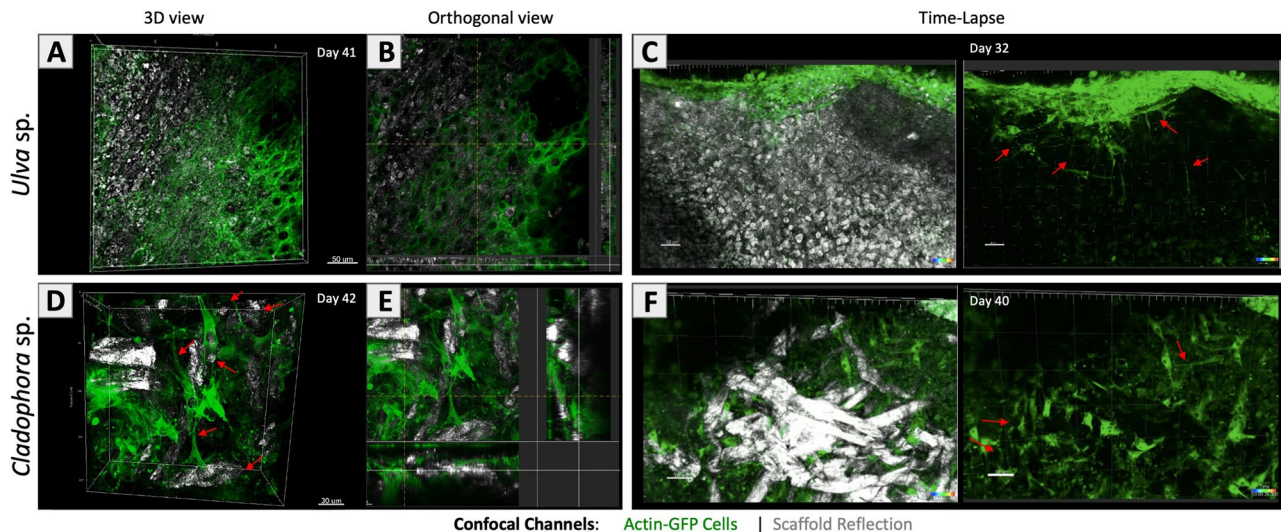 3D view
Orthogonal view
Time-Lapse
Ulva sp.
A
Day 41
50 um
B
C
Day 32
Cladophora sp.
D
Day 42
30 um
E
F
Day 40
Confocal Channels: Actin-GFP Cells | Scaffold Reflection